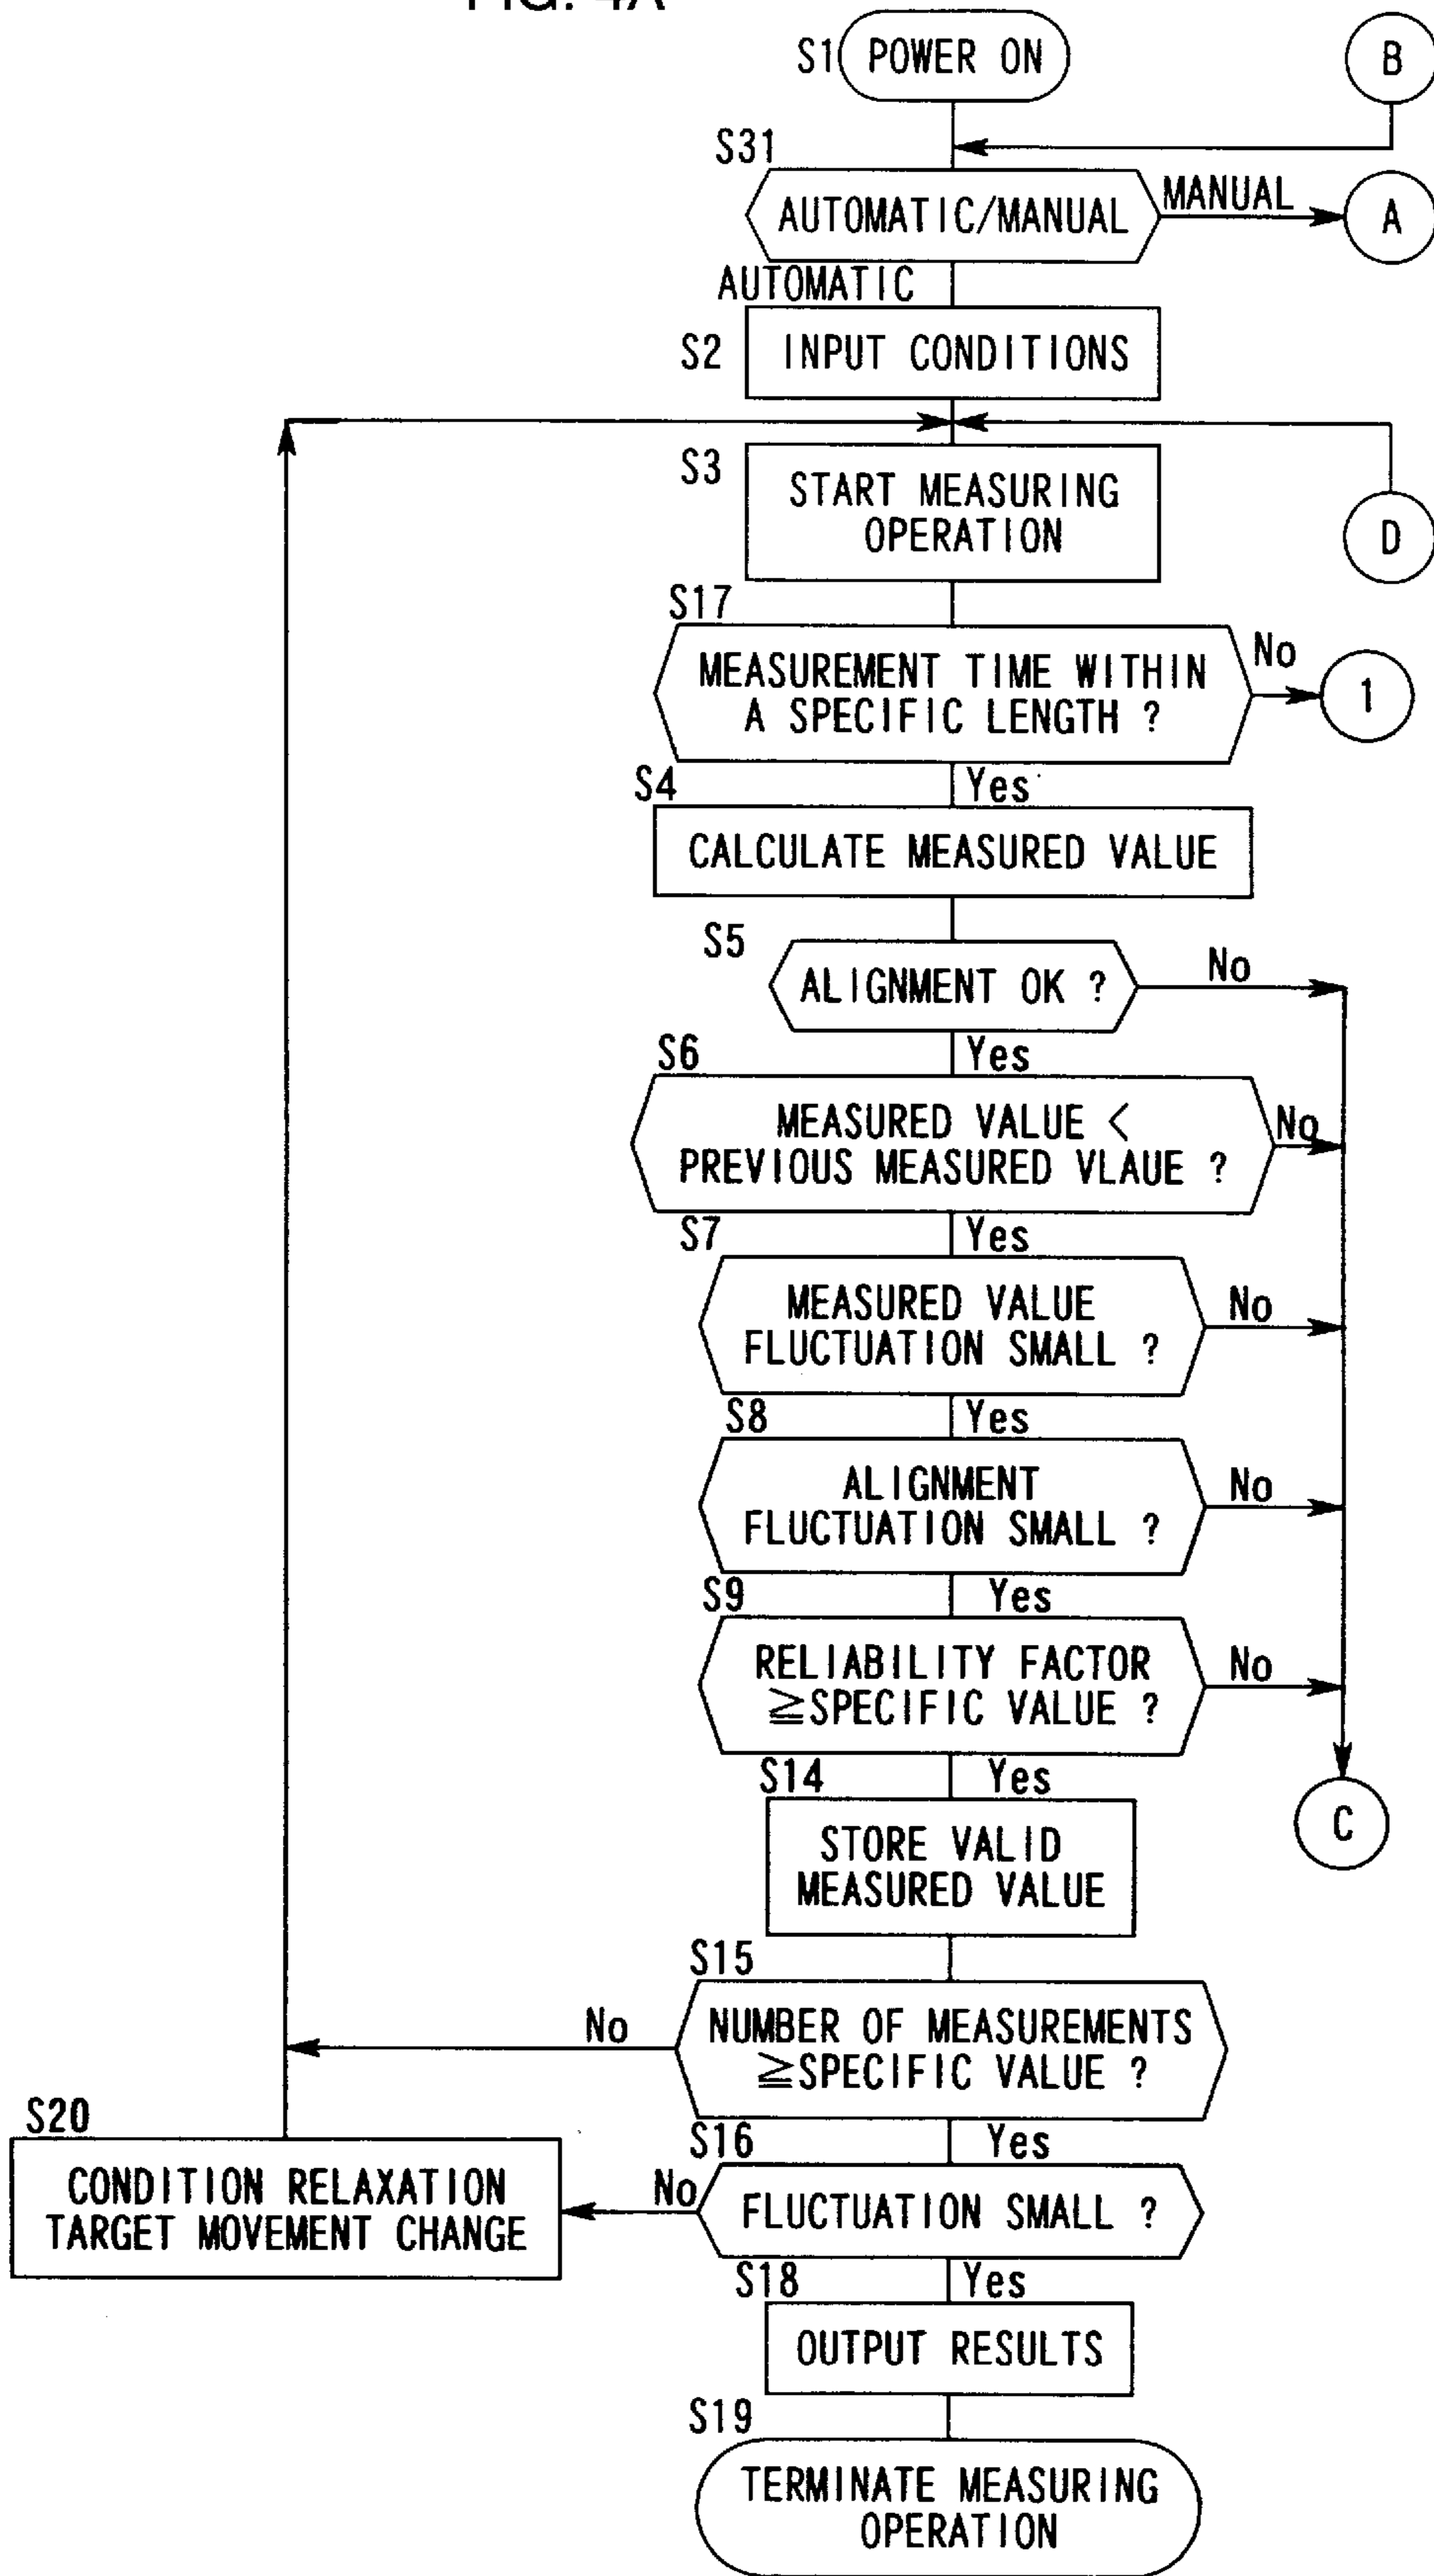 FIG. 4A
S1
POWER ON
B
S31
AUTOMATIC/MANUAL
MANUAL
A
AUTOMATIC
S2
INPUT CONDITIONS
S3
START MEASURING
OPERATION
D
S17
MEASUREMENT TIME WITHIN
A SPECIFIC LENGTH ?
No
1
S4
Yes
CALCULATE MEASURED VALUE
S5
ALIGNMENT OK ?
No
S6
Yes
MEASURED VALUE <
PREVIOUS MEASURED VLAUE ?
No
S7
Yes
MEASURED VALUE
FLUCTUATION SMALL ?
No
S8
Yes
ALIGNMENT
FLUCTUATION SMALL ?
No
S9
Yes
RELIABILITY FACTOR
≧SPECIFIC VALUE ?
No
S14
Yes
STORE VALID
MEASURED VALUE
C
S15
NUMBER OF MEASUREMENTS
≧SPECIFIC VALUE ?
No
S20
CONDITION RELAXATION
TARGET MOVEMENT CHANGE
S16
Yes
No
FLUCTUATION SMALL ?
S18
Yes
OUTPUT RESULTS
S19
TERMINATE MEASURING
OPERATION